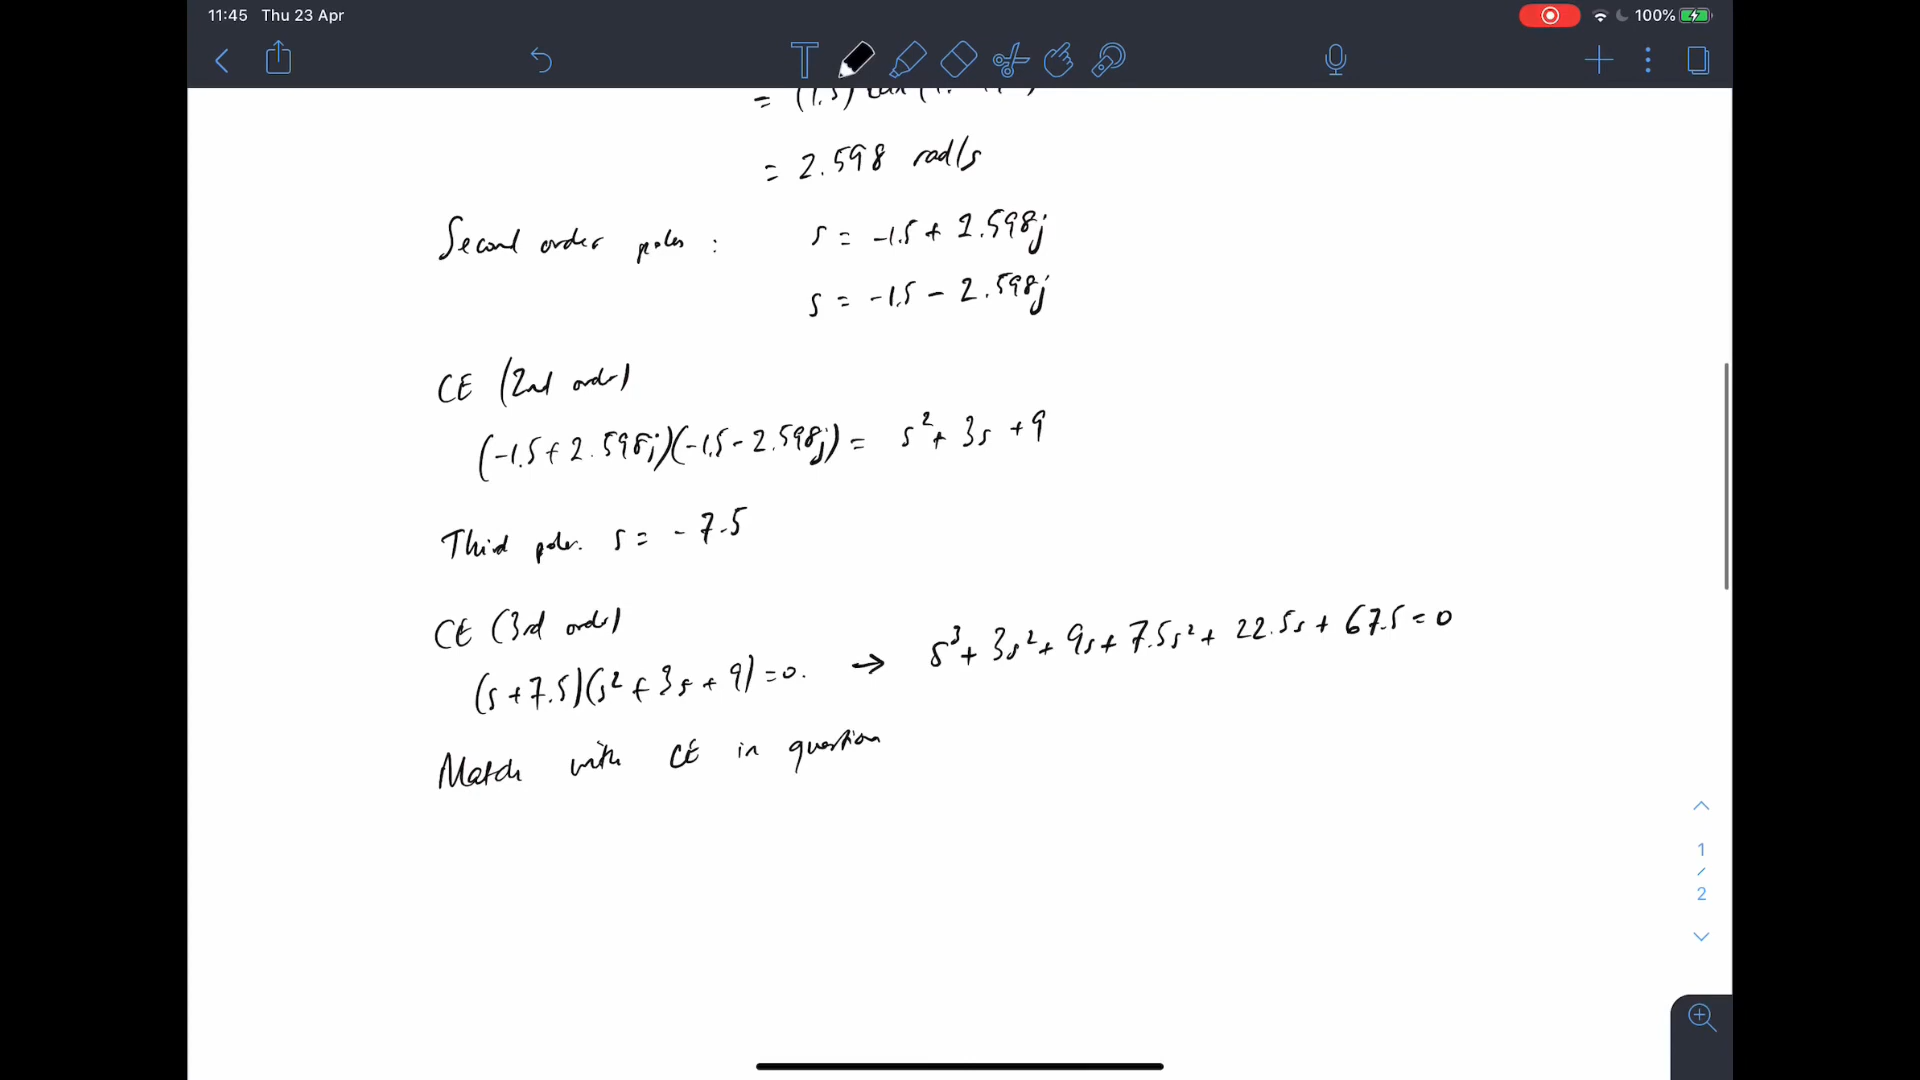 11:45 Thu 23 Apr
100%
= 2.598 rad/s
Second order poles : s = -1.5 + 2.598j
s = -1.5 - 2.598j
CE (2nd order)
(-1.5 + 2.598j)(-1.5 - 2.598j) = s² + 3s + 9
Third pole. s = -7.5
CE (3rd order)
(s + 7.5)(s² + 3s + 9) = 0. → s³ + 3s² + 9s + 7.5s² + 22.5s + 67.5 = 0
Match with CE in question
1
/
2